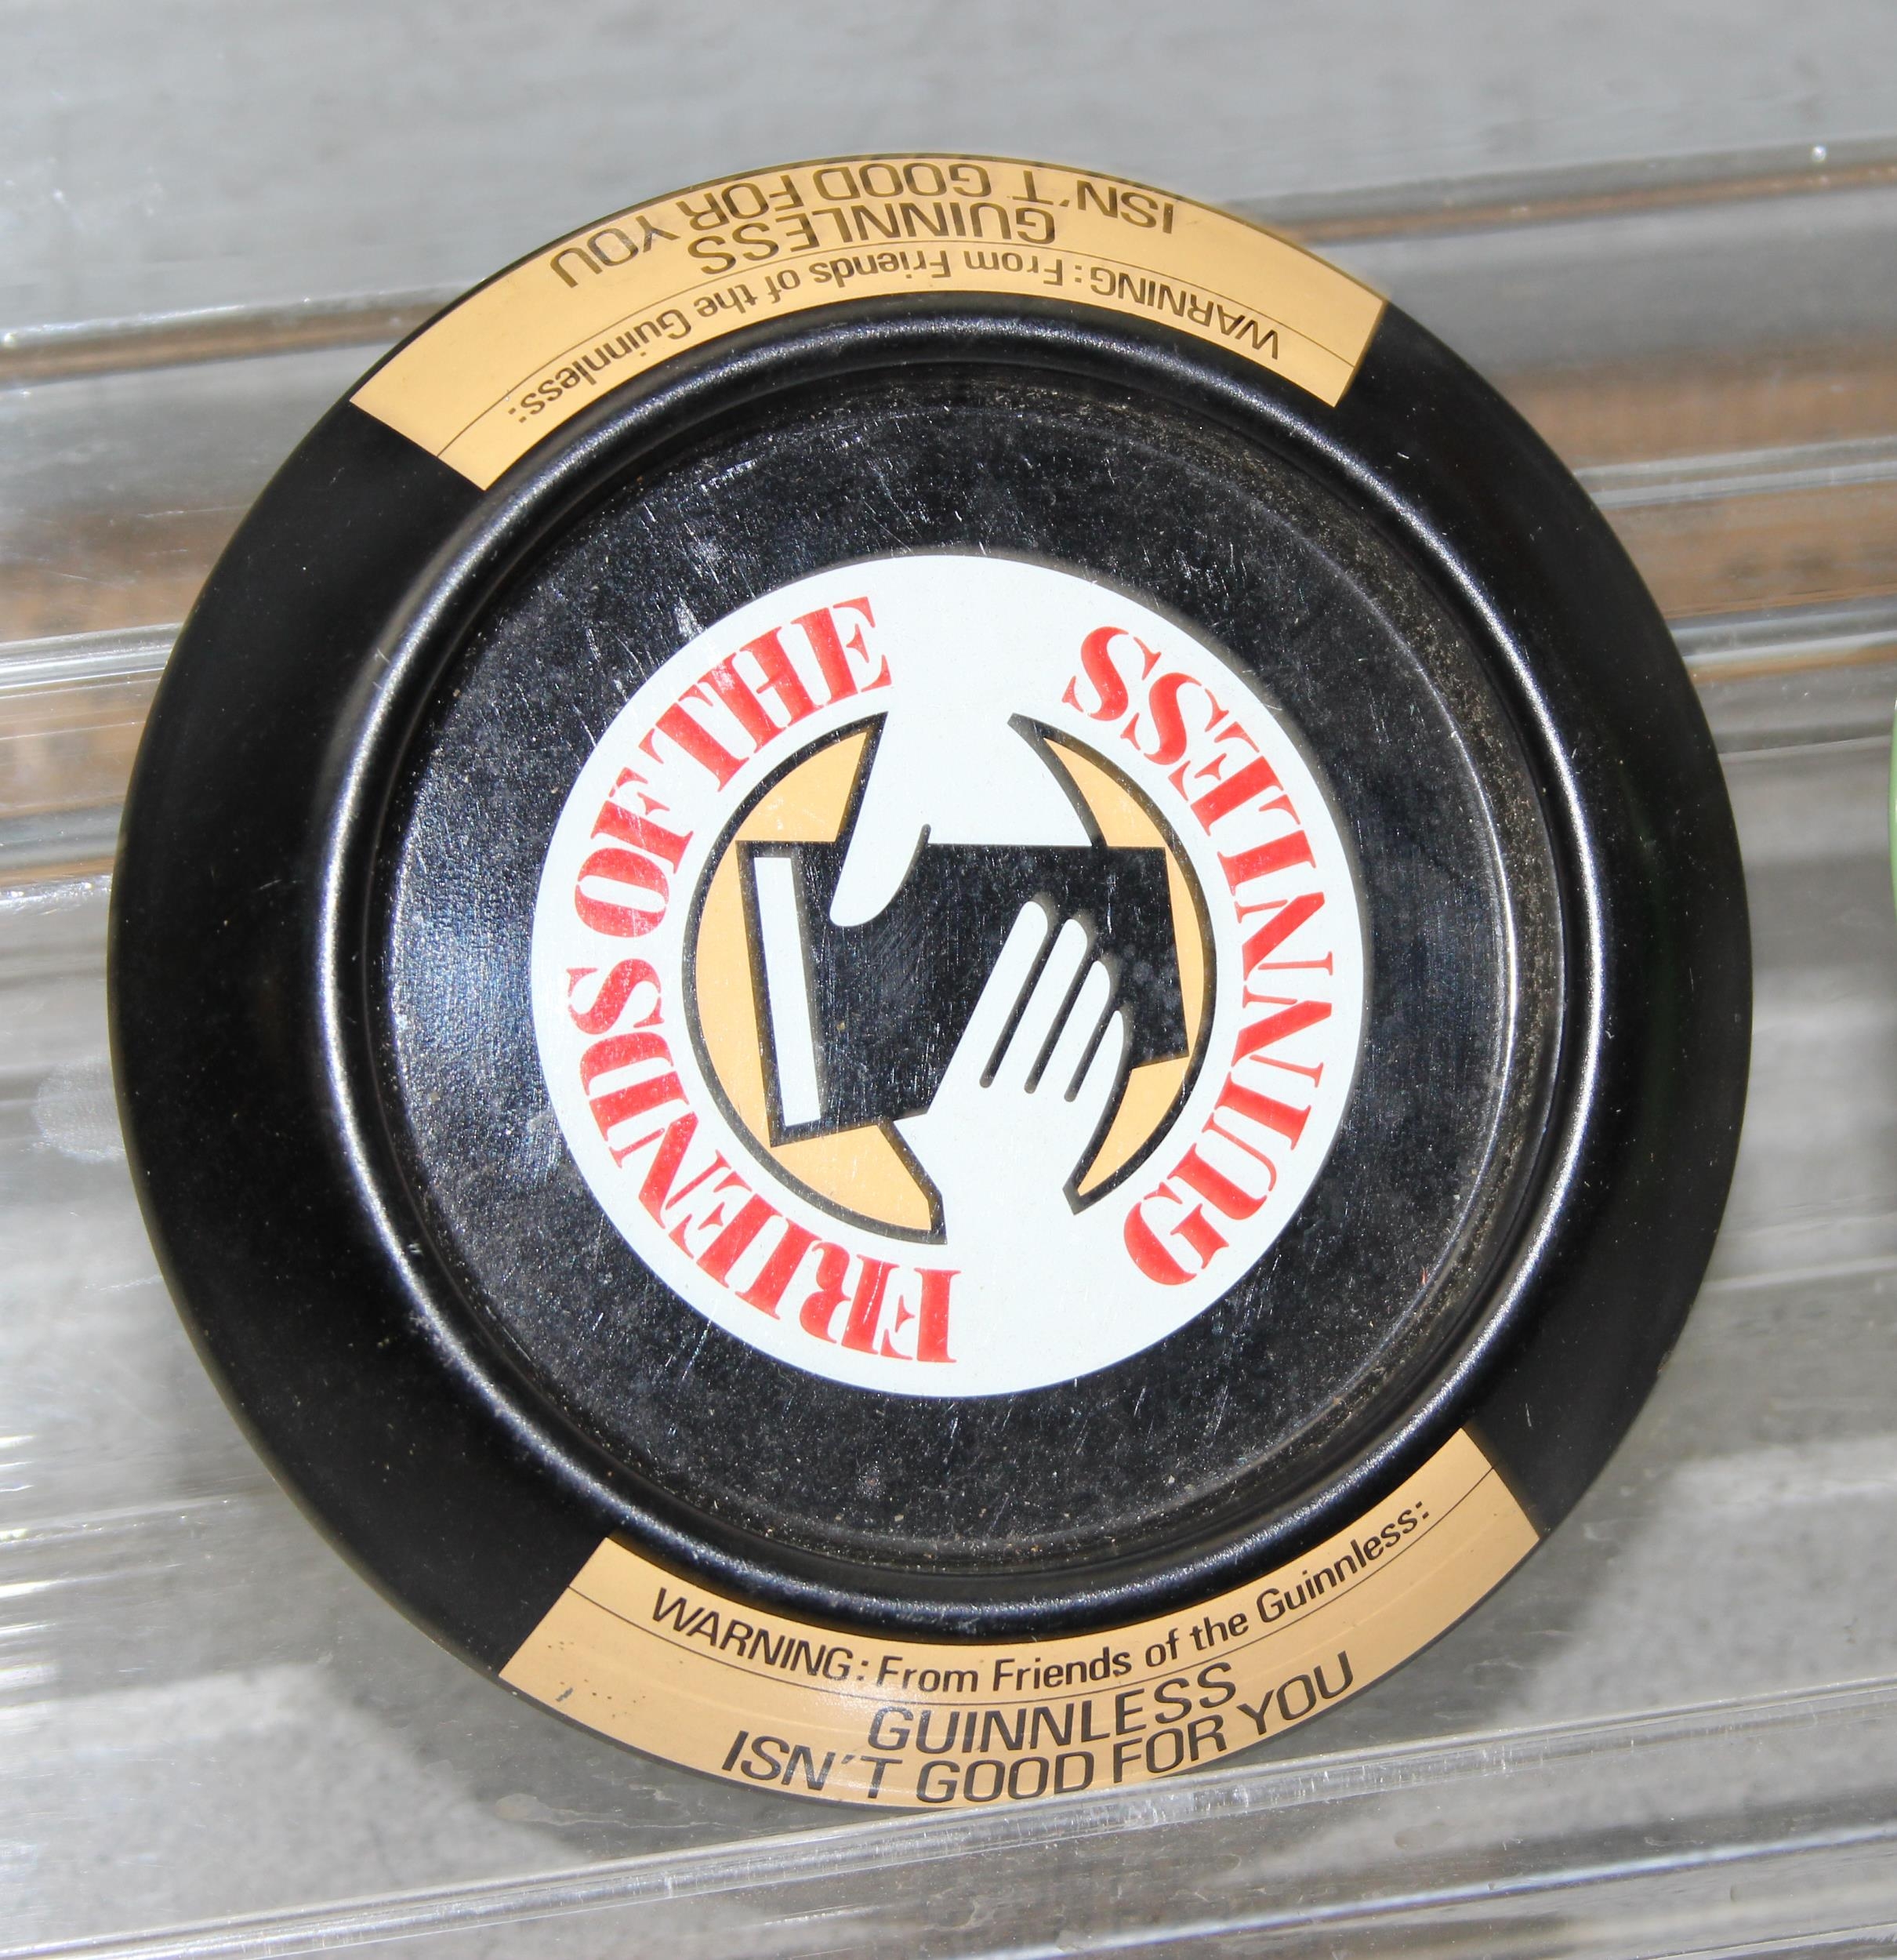 WARNING: From Friends of the Guinnless:
GUINNLESS
ISN'T GOOD FOR YOU
FRIENDS OF THE
GUINNLESS
WARNING: From Friends of the Guinnless:
GUINNLESS
ISN'T GOOD FOR YOU